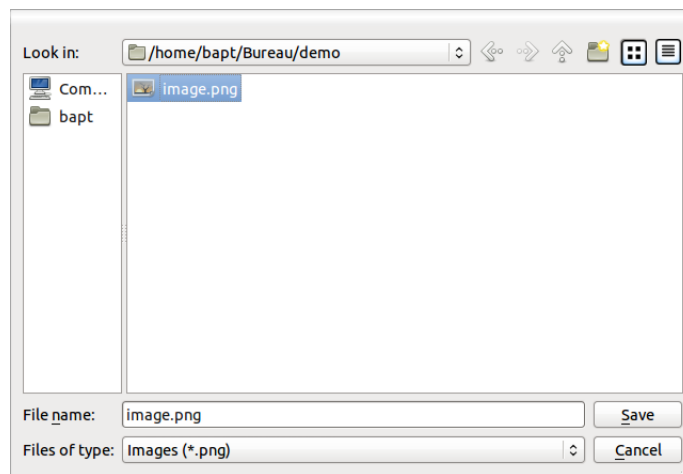 Look in: /home/bapt/Bureau/demo
Com... image.png
bapt
File name: image.png Save
Files of type: Images (*.png) Cancel